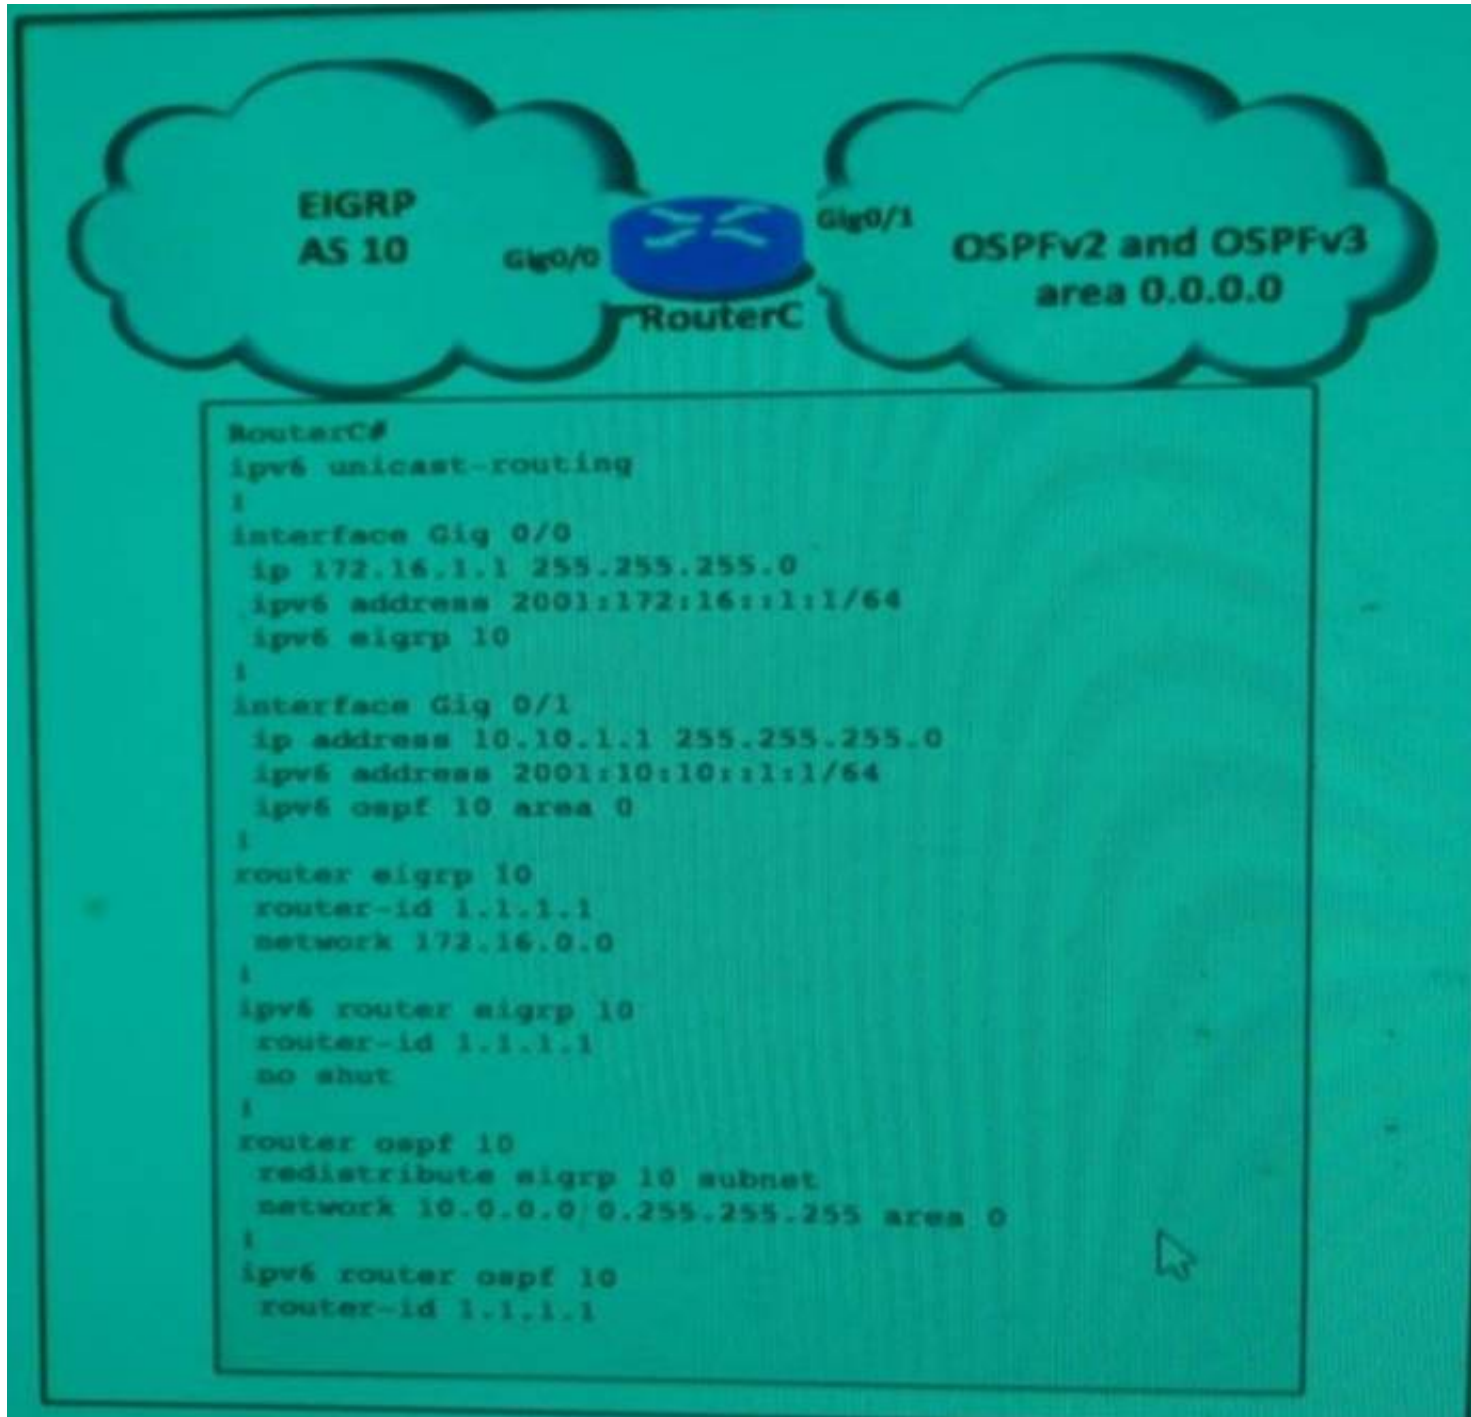 EIGRP
AS 10
Gig0/0
Gig0/1
RouterC
OSPFv2 and OSPFv3
area 0.0.0.0
RouterC#
ipv6 unicast-routing
!
interface Gig 0/0
ip 172.16.1.1 255.255.255.0
ipv6 address 2001:172:16::1:1/64
ipv6 eigrp 10
!
interface Gig 0/1
ip address 10.10.1.1 255.255.255.0
ipv6 address 2001:10:10::1:1/64
ipv6 ospf 10 area 0
!
router eigrp 10
router-id 1.1.1.1
network 172.16.0.0
!
ipv6 router eigrp 10
router-id 1.1.1.1
no shut
!
router ospf 10
redistribute eigrp 10 subnet
network 10.0.0.0 0.255.255.255 area 0
!
ipv6 router ospf 10
router-id 1.1.1.1